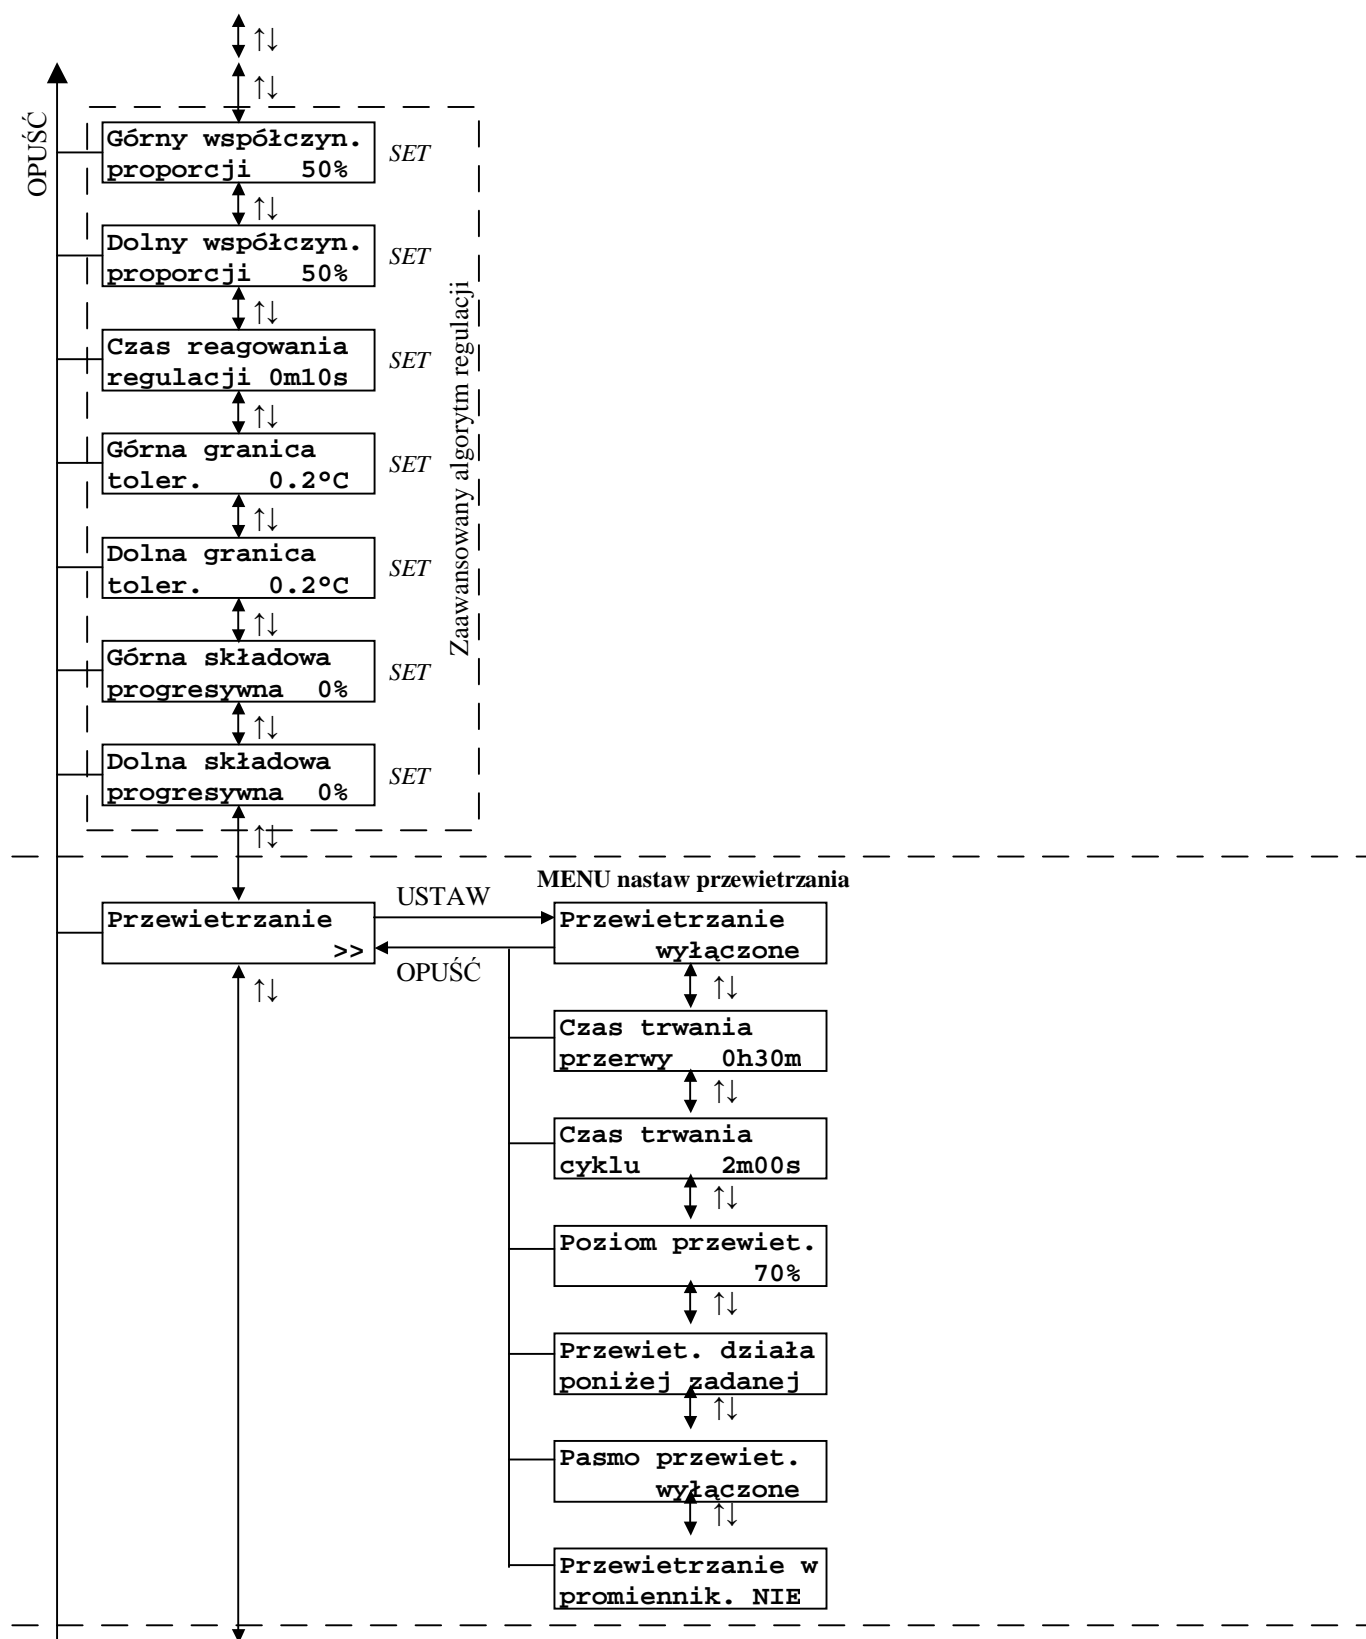 ↑↓
↑↓
OPUŚĆ
Górny współczyn.
proporcji 50%
SET
↑↓
Dolny współczyn.
proporcji 50%
SET
↑↓
Czas reagowania
regulacji 0m10s
SET
↑↓
Górna granica
toler. 0.2°C
SET
↑↓
Dolna granica
toler. 0.2°C
SET
↑↓
Górna składowa
progresywna 0%
SET
↑↓
Dolna składowa
progresywna 0%
SET
↑↓
Zaawansowany algorytm regulacji
MENU nastaw przewietrzania
Przewietrzanie
>>
USTAW
OPUŚĆ
↑↓
Przewietrzanie
wyłączone
↑↓
Czas trwania
przerwy 0h30m
↑↓
Czas trwania
cyklu 2m00s
↑↓
Poziom przewiet.
70%
↑↓
Przewiet. działa
poniżej zadanej
↑↓
Pasmo przewiet.
wyłączone
↑↓
Przewietrzanie w
promiennik. NIE